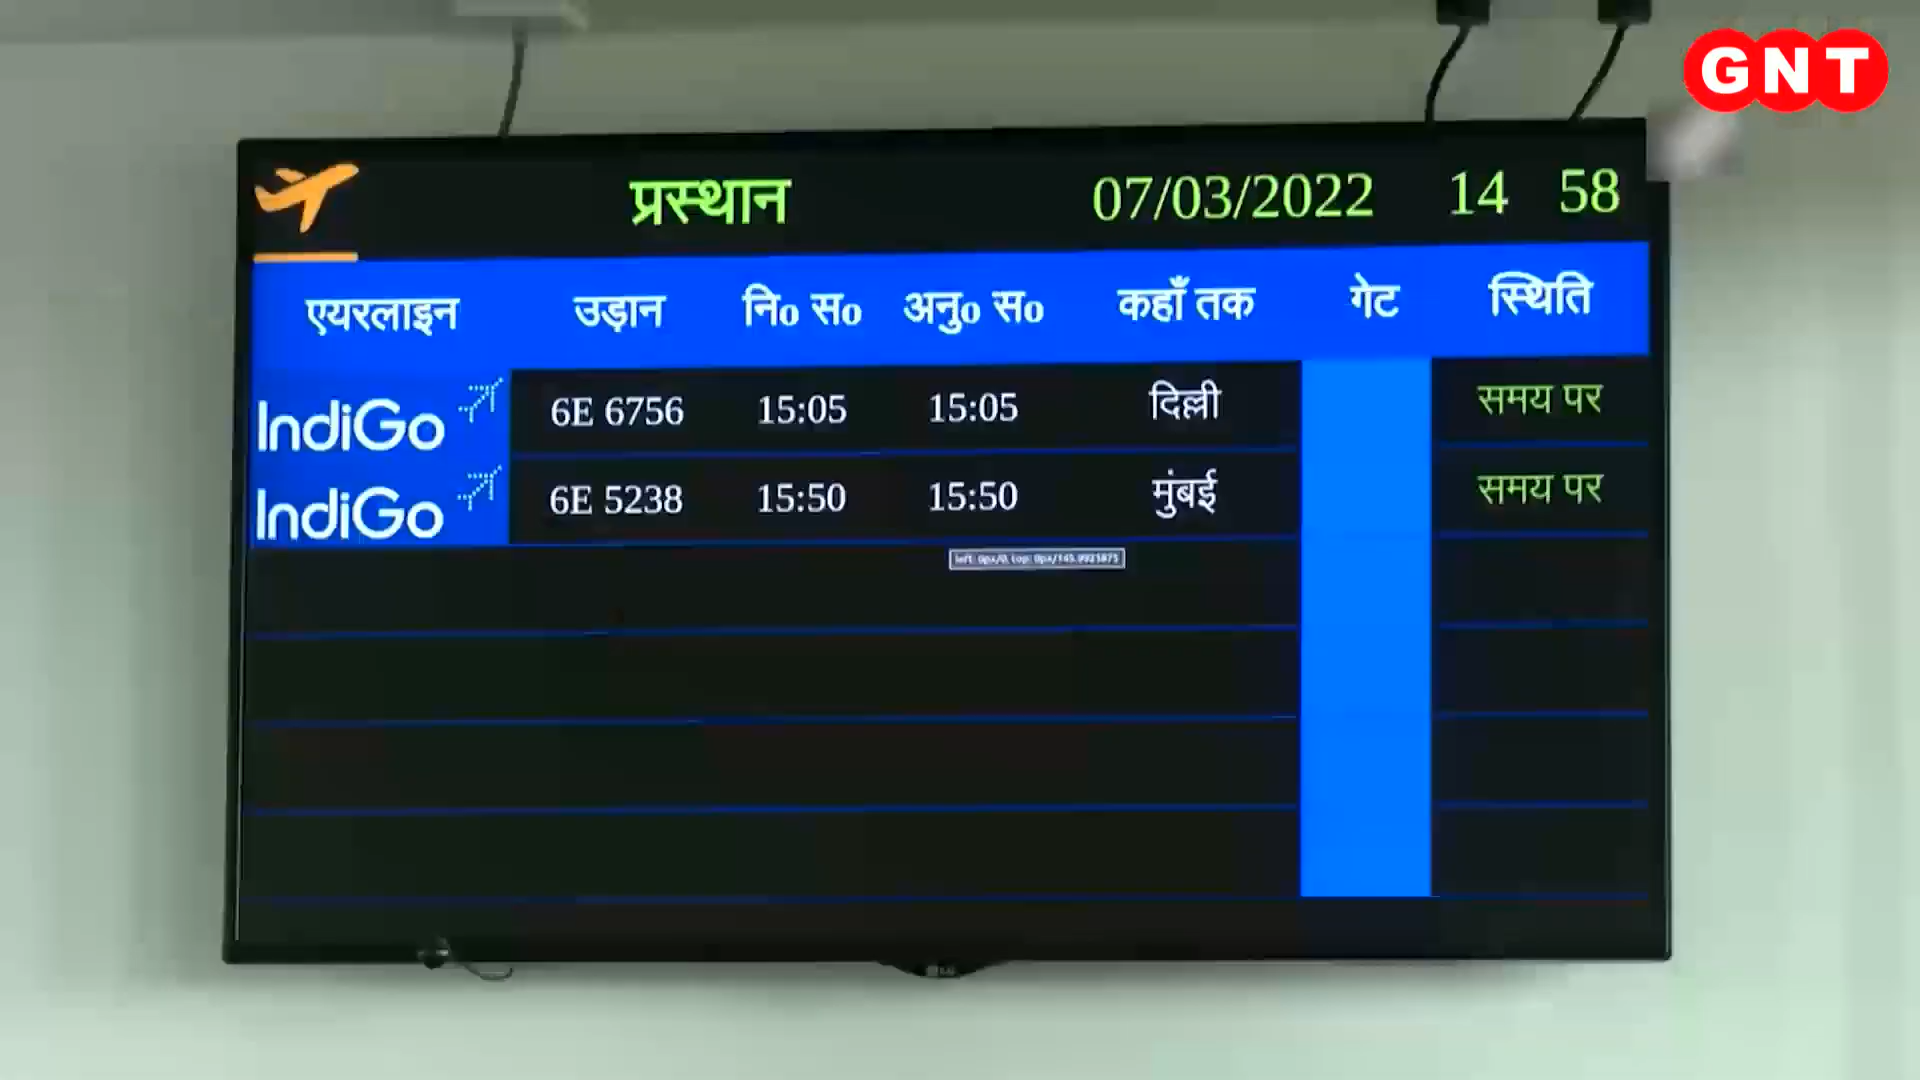 GNT
प्रस्थान 07/03/2022 14 58
एयरलाइन उड़ान नि० स० अनु० स० कहाँ तक गेट स्थिति
IndiGo 6E 6756 15:05 15:05 दिल्ली समय पर
IndiGo 6E 5238 15:50 15:50 मुंबई समय पर